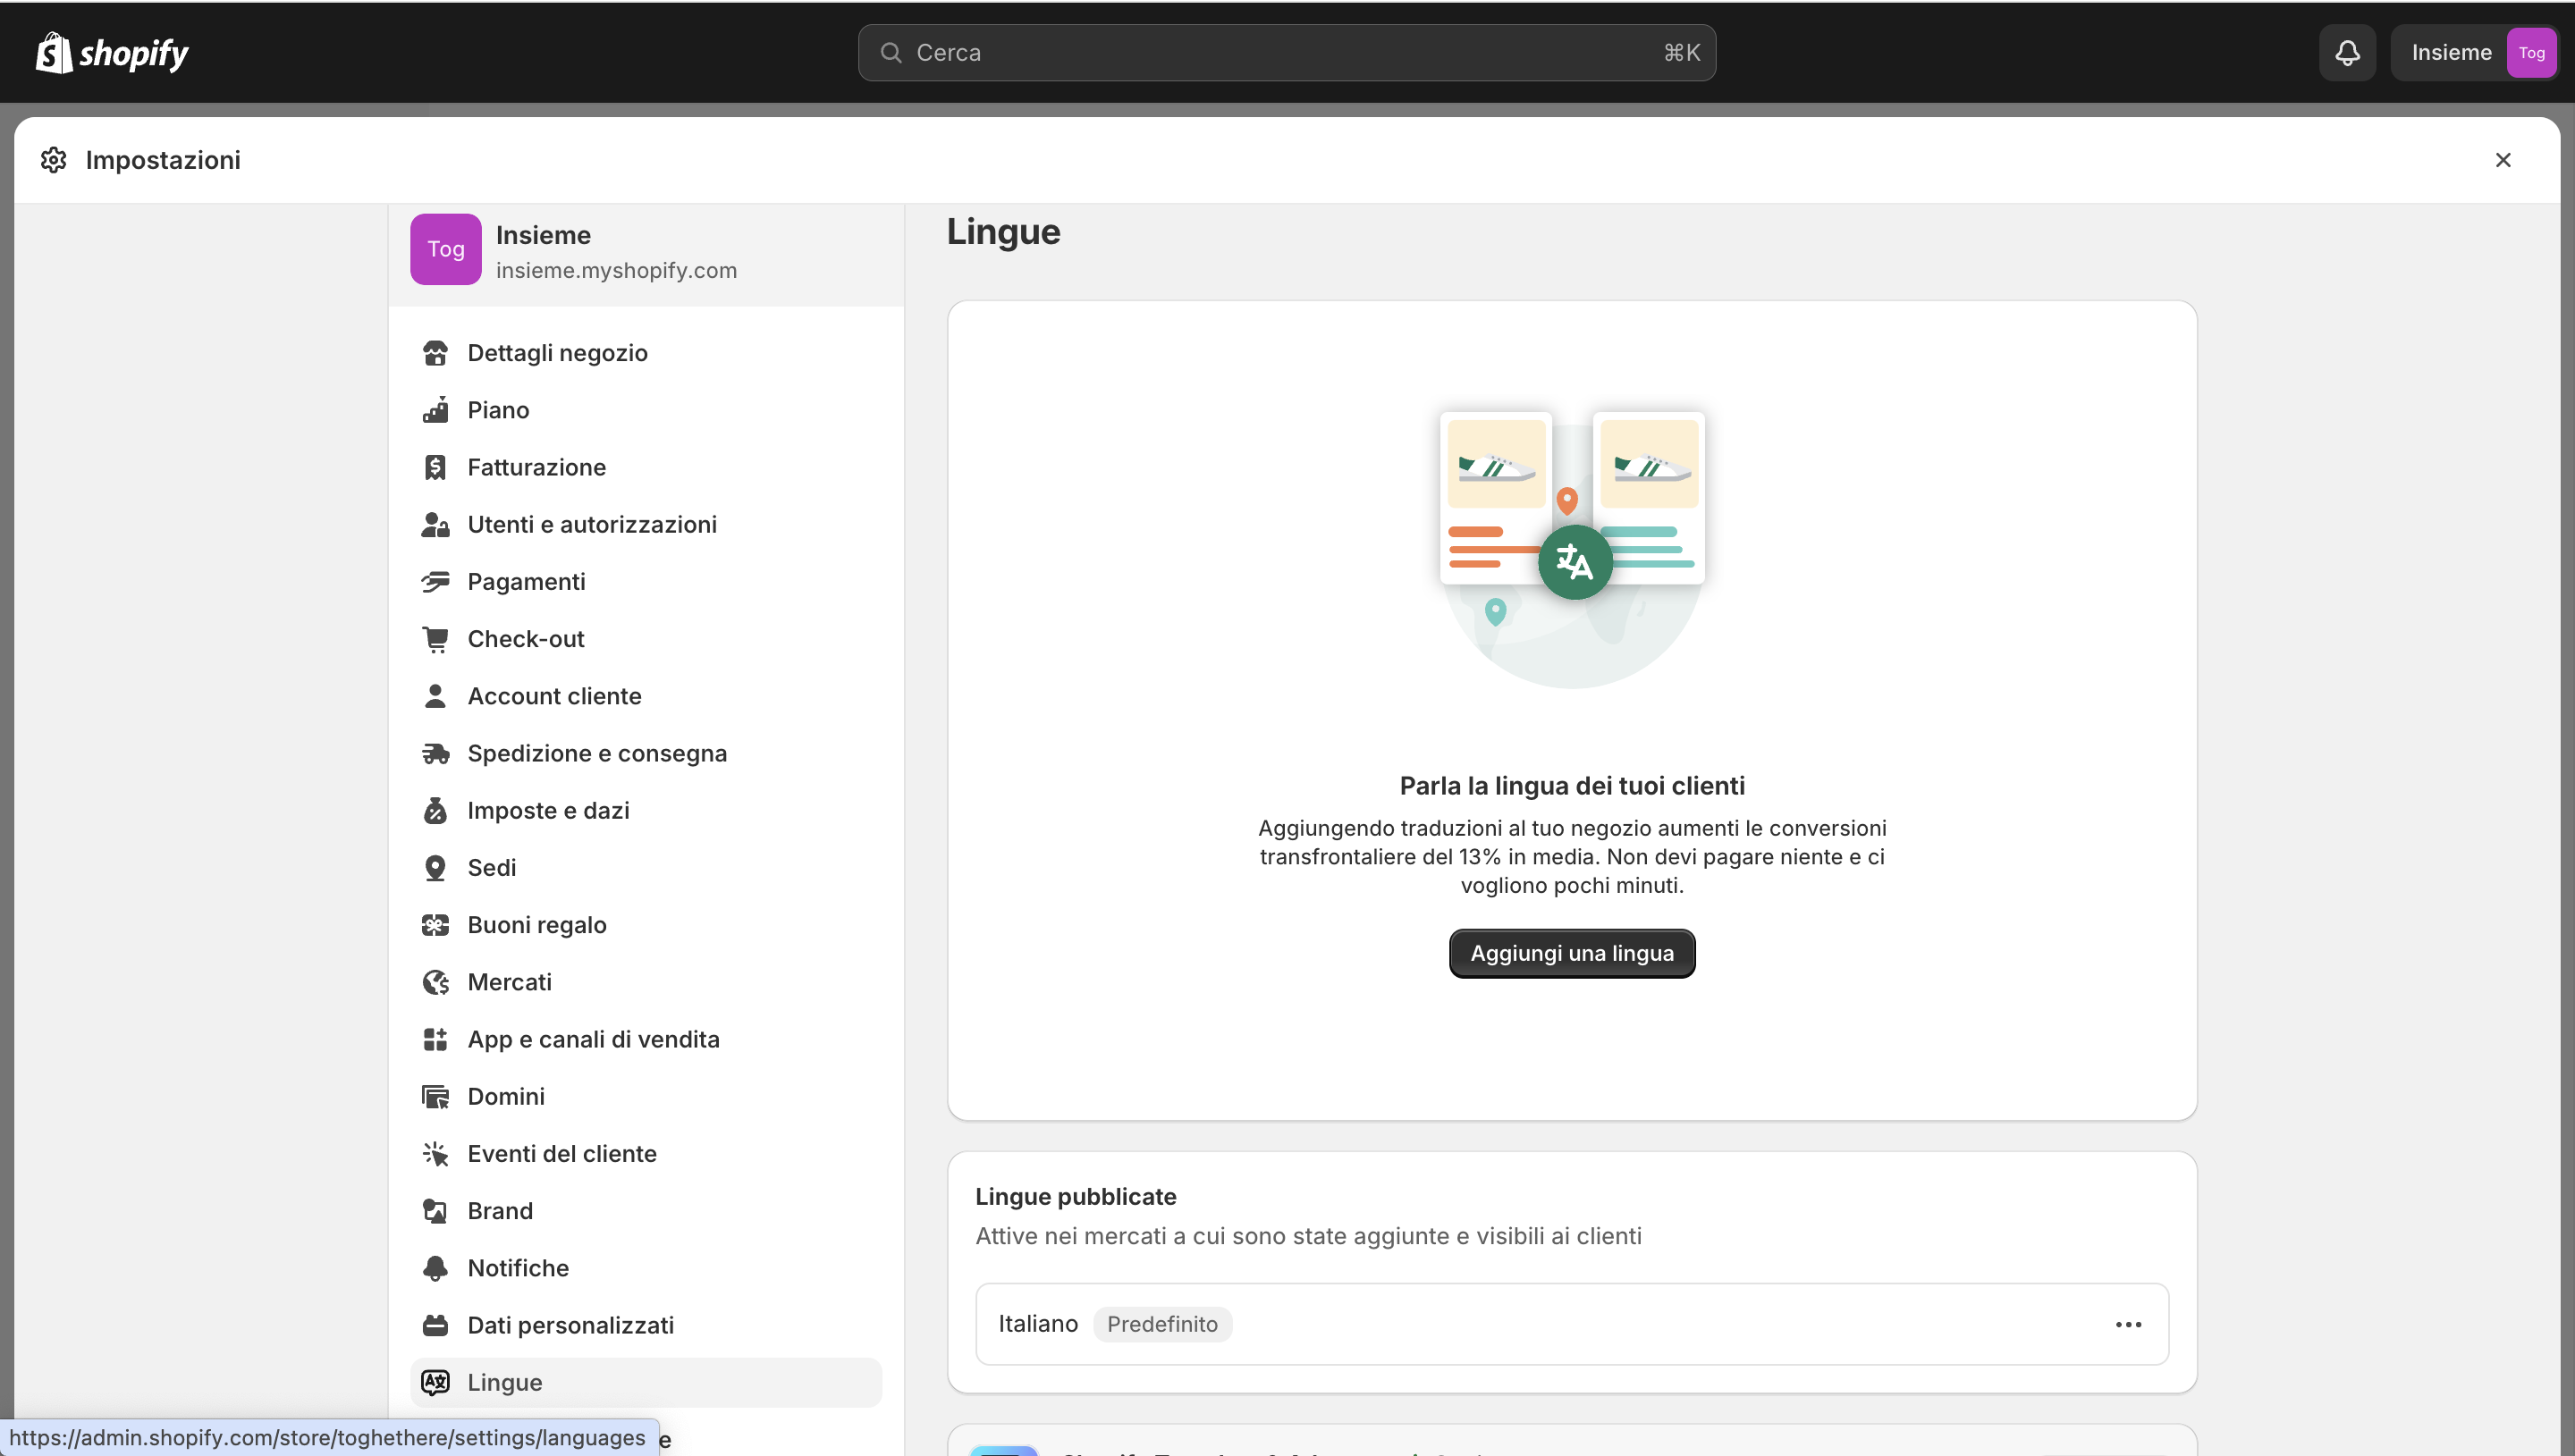 shopify
Cerca
⌘K
Insieme
Tog
Impostazioni
Tog
Insieme
insieme.myshopify.com
Dettagli negozio
Piano
Fatturazione
Utenti e autorizzazioni
Pagamenti
Check-out
Account cliente
Spedizione e consegna
Imposte e dazi
Sedi
Buoni regalo
Mercati
App e canali di vendita
Domini
Eventi del cliente
Brand
Notifiche
Dati personalizzati
Lingue
https://admin.shopify.com/store/toghethere/settings/languages
Lingue
Parla la lingua dei tuoi clienti
Aggiungendo traduzioni al tuo negozio aumenti le conversioni
transfrontaliere del 13% in media. Non devi pagare niente e ci
vogliono pochi minuti.
Aggiungi una lingua
Lingue pubblicate
Attive nei mercati a cui sono state aggiunte e visibili ai clienti
Italiano
Predefinito